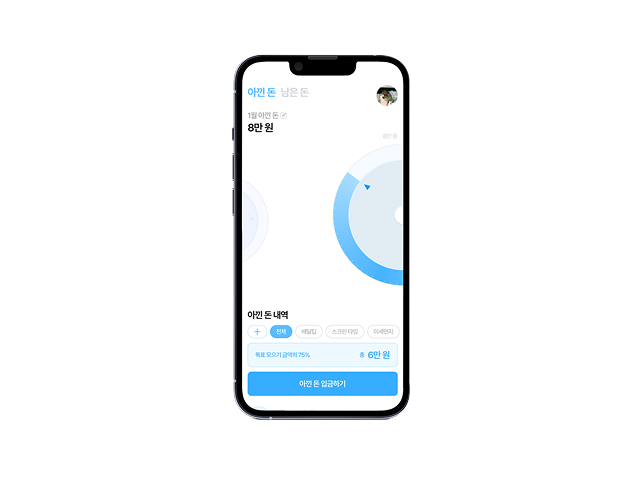 아낀 돈 남은 돈
1월 아낀 돈
8만 원
8만 원
아낀 돈 내역
+ 전체 배달팁 스크린 타임 미세먼지
목표 모으기 금액의 75% 총 6만 원
아낀 돈 입금하기